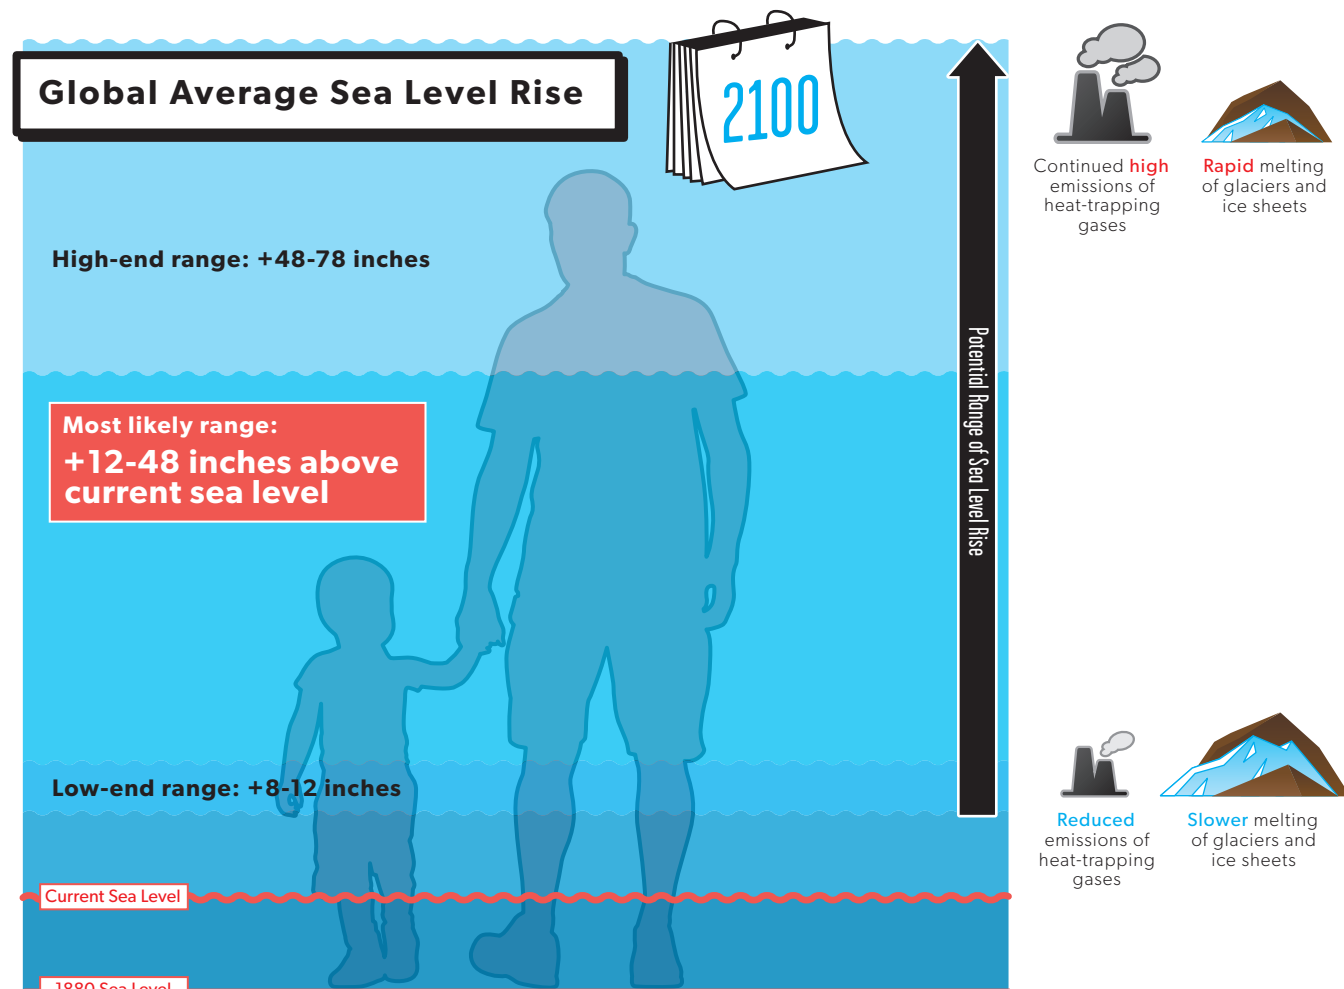 Global Average Sea Level Rise
2100
High-end range: +48-78 inches
Most likely range:
+12-48 inches above
current sea level
Low-end range: +8-12 inches
Current Sea Level
1880 Sea Level
Potential Range of Sea Level Rise
Continued high
emissions of
heat-trapping
gases
Rapid melting
of glaciers and
ice sheets
Reduced
emissions of
heat-trapping
gases
Slower melting
of glaciers and
ice sheets